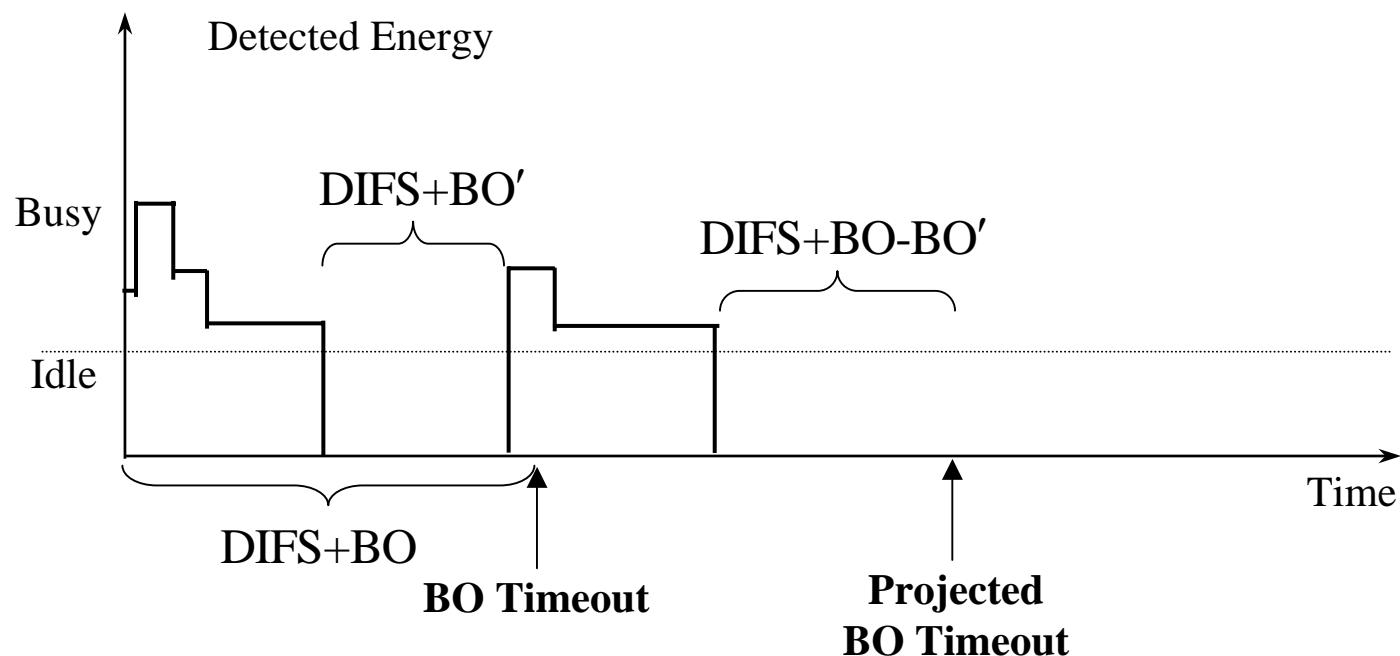 Detected Energy
DIFS+BO′
Busy
DIFS+BO-BO′
Idle
Time
DIFS+BO
BO Timeout
Projected
BO Timeout